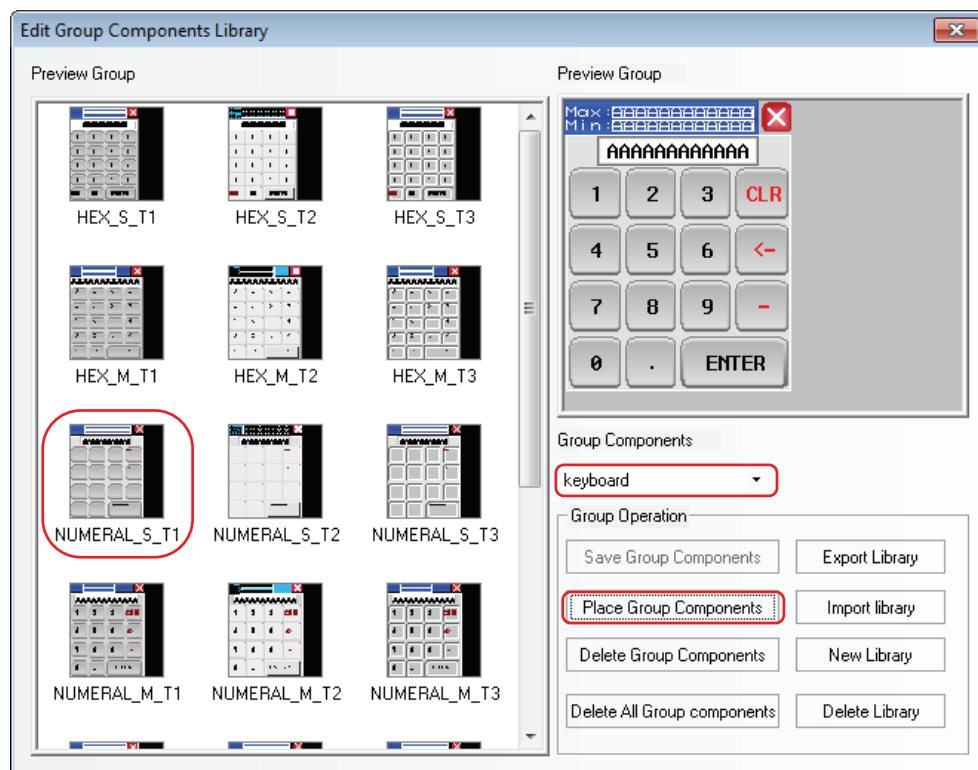 Edit Group Components Library
Preview Group
HEX_S_T1 HEX_S_T2 HEX_S_T3
HEX_M_T1 HEX_M_T2 HEX_M_T3
NUMERAL_S_T1 NUMERAL_S_T2 NUMERAL_S_T3
NUMERAL_M_T1 NUMERAL_M_T2 NUMERAL_M_T3
Preview Group
Max:AAAAAAAAAAAA
Min:AAAAAAAAAAAA
AAAAAAAAAAAA
1 2 3 CLR
4 5 6 <-
7 8 9 -
0 . ENTER
Group Components
keyboard
Group Operation
Save Group Components Export Library
Place Group Components Import library
Delete Group Components New Library
Delete All Group components Delete Library